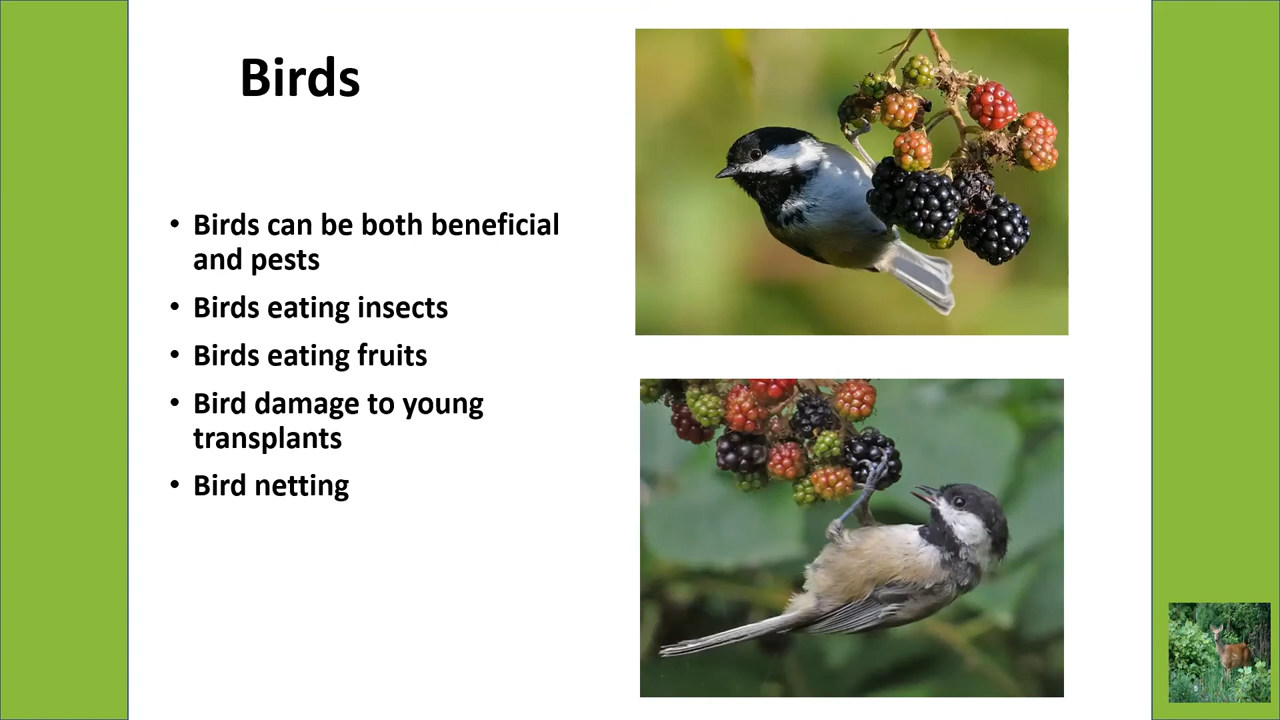 Birds
• Birds can be both beneficial
and pests
• Birds eating insects
• Birds eating fruits
• Bird damage to young
transplants
• Bird netting